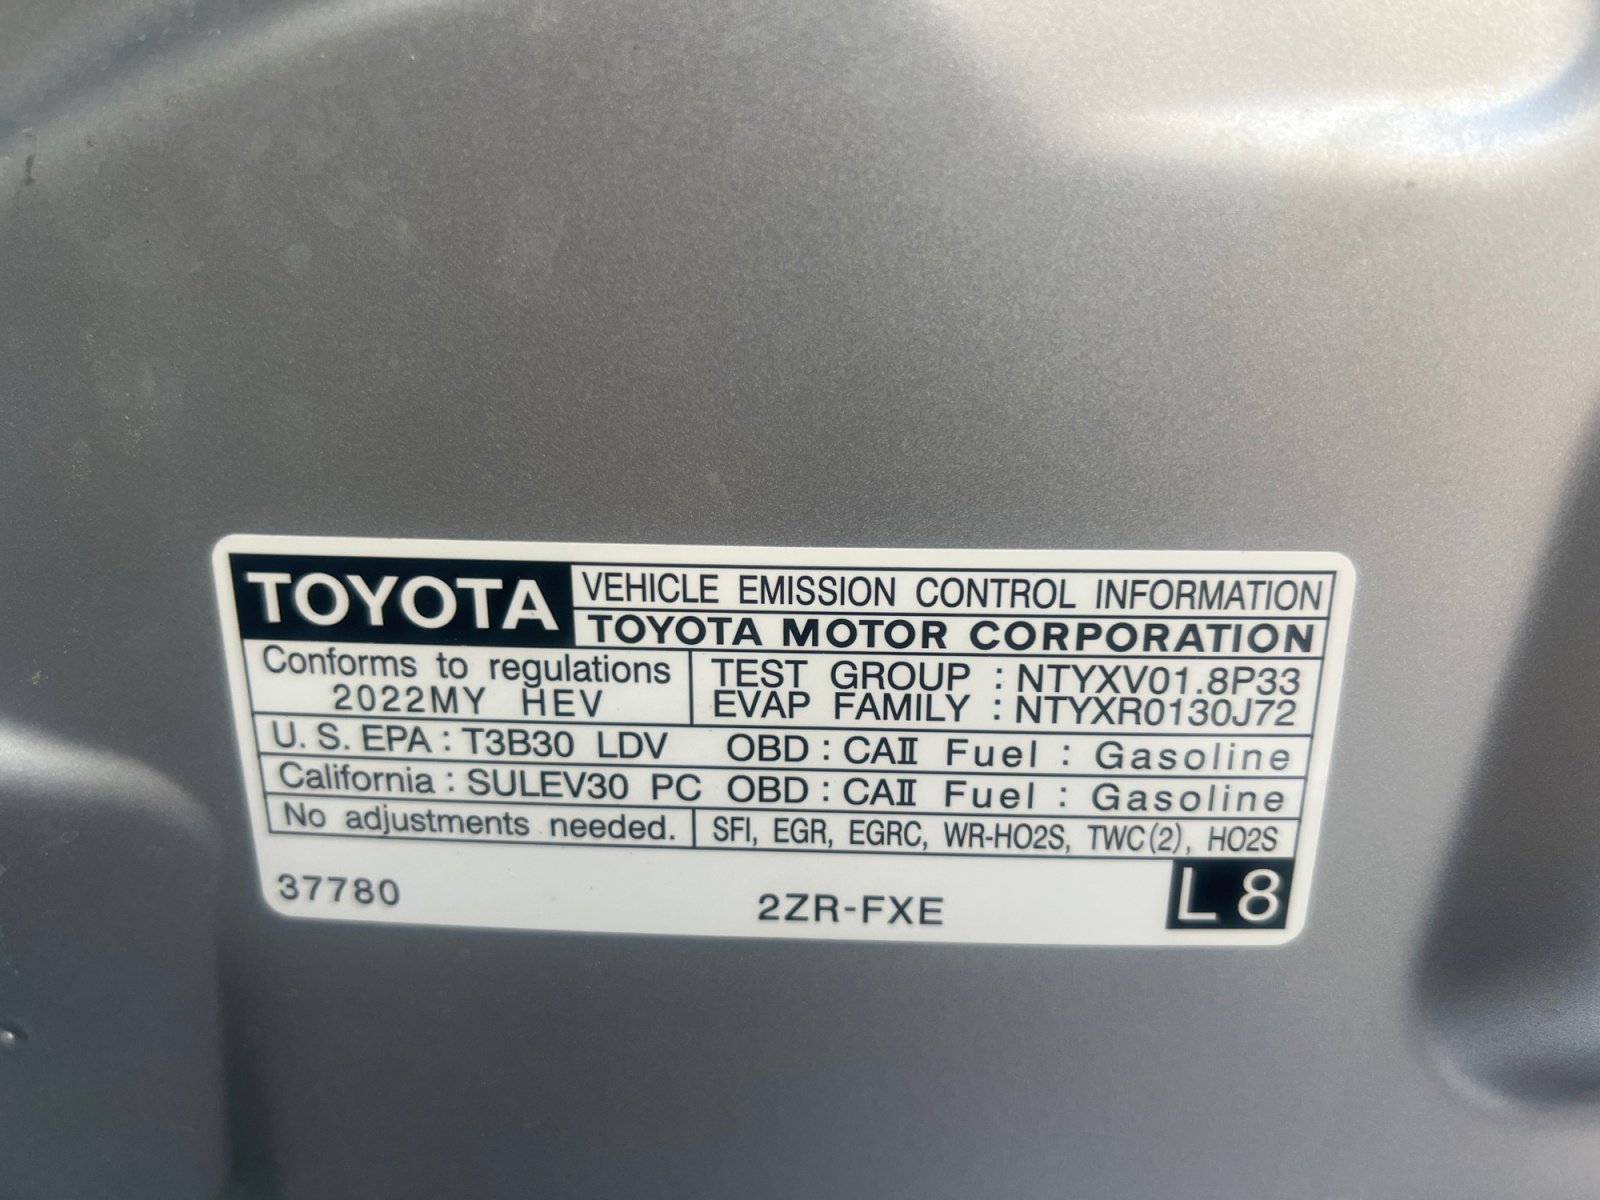 TOYOTA VEHICLE EMISSION CONTROL INFORMATION
TOYOTA MOTOR CORPORATION
Conforms to regulations
2022MY HEV
TEST GROUP : NTYXV01.8P33
EVAP FAMILY : NTYXR0130J72
U.S.EPA : T3B30 LDV OBD : CAⅡ Fuel : Gasoline
California : SULEV30 PC OBD : CAⅡ Fuel : Gasoline
No adjustments needed. SFI, EGR, EGRC, WR-HO2S, TWC(2), HO2S
37780 2ZR-FXE L8